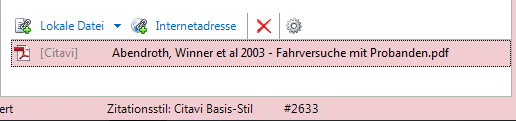 Lokale Datei Internetadresse
[Citavi] Abendroth, Winner et al 2003 - Fahrversuche mit Probanden.pdf
ert Zitationsstil: Citavi Basis-Stil #2633